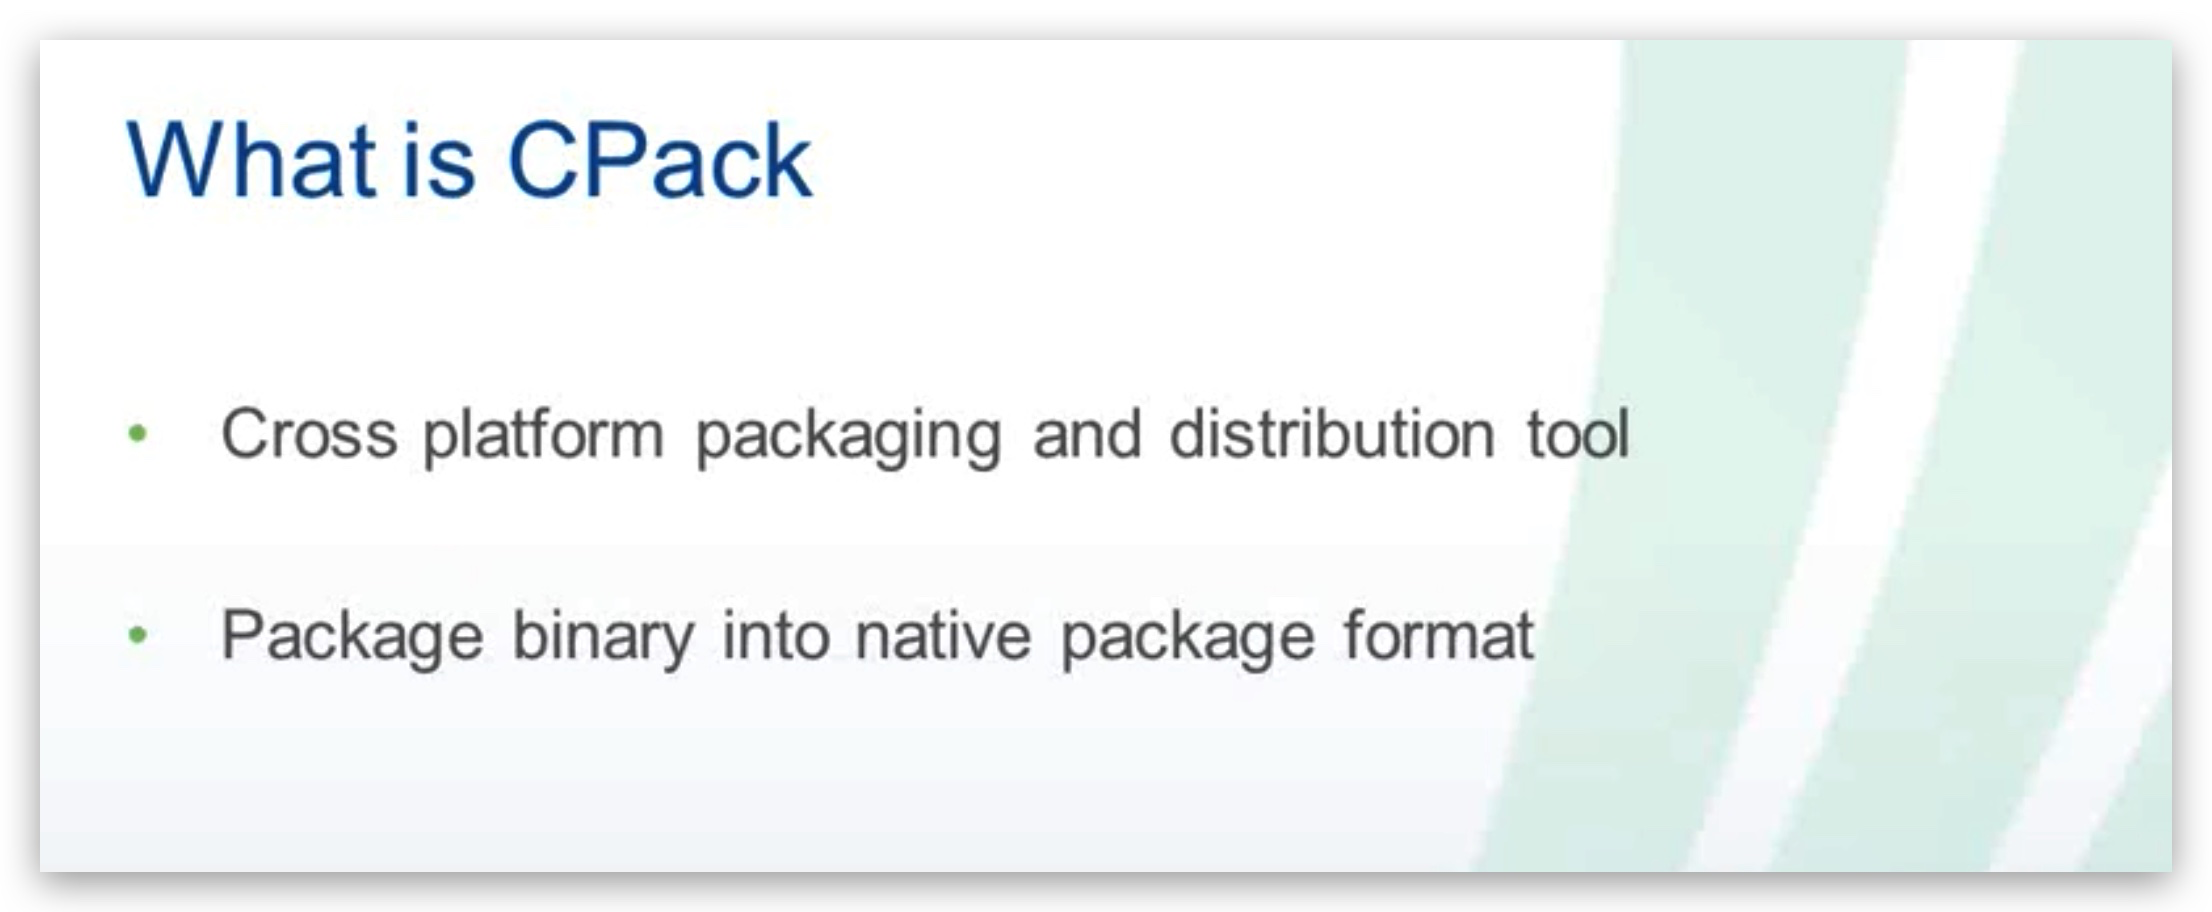 What is CPack
• Cross platform packaging and distribution tool
• Package binary into native package format